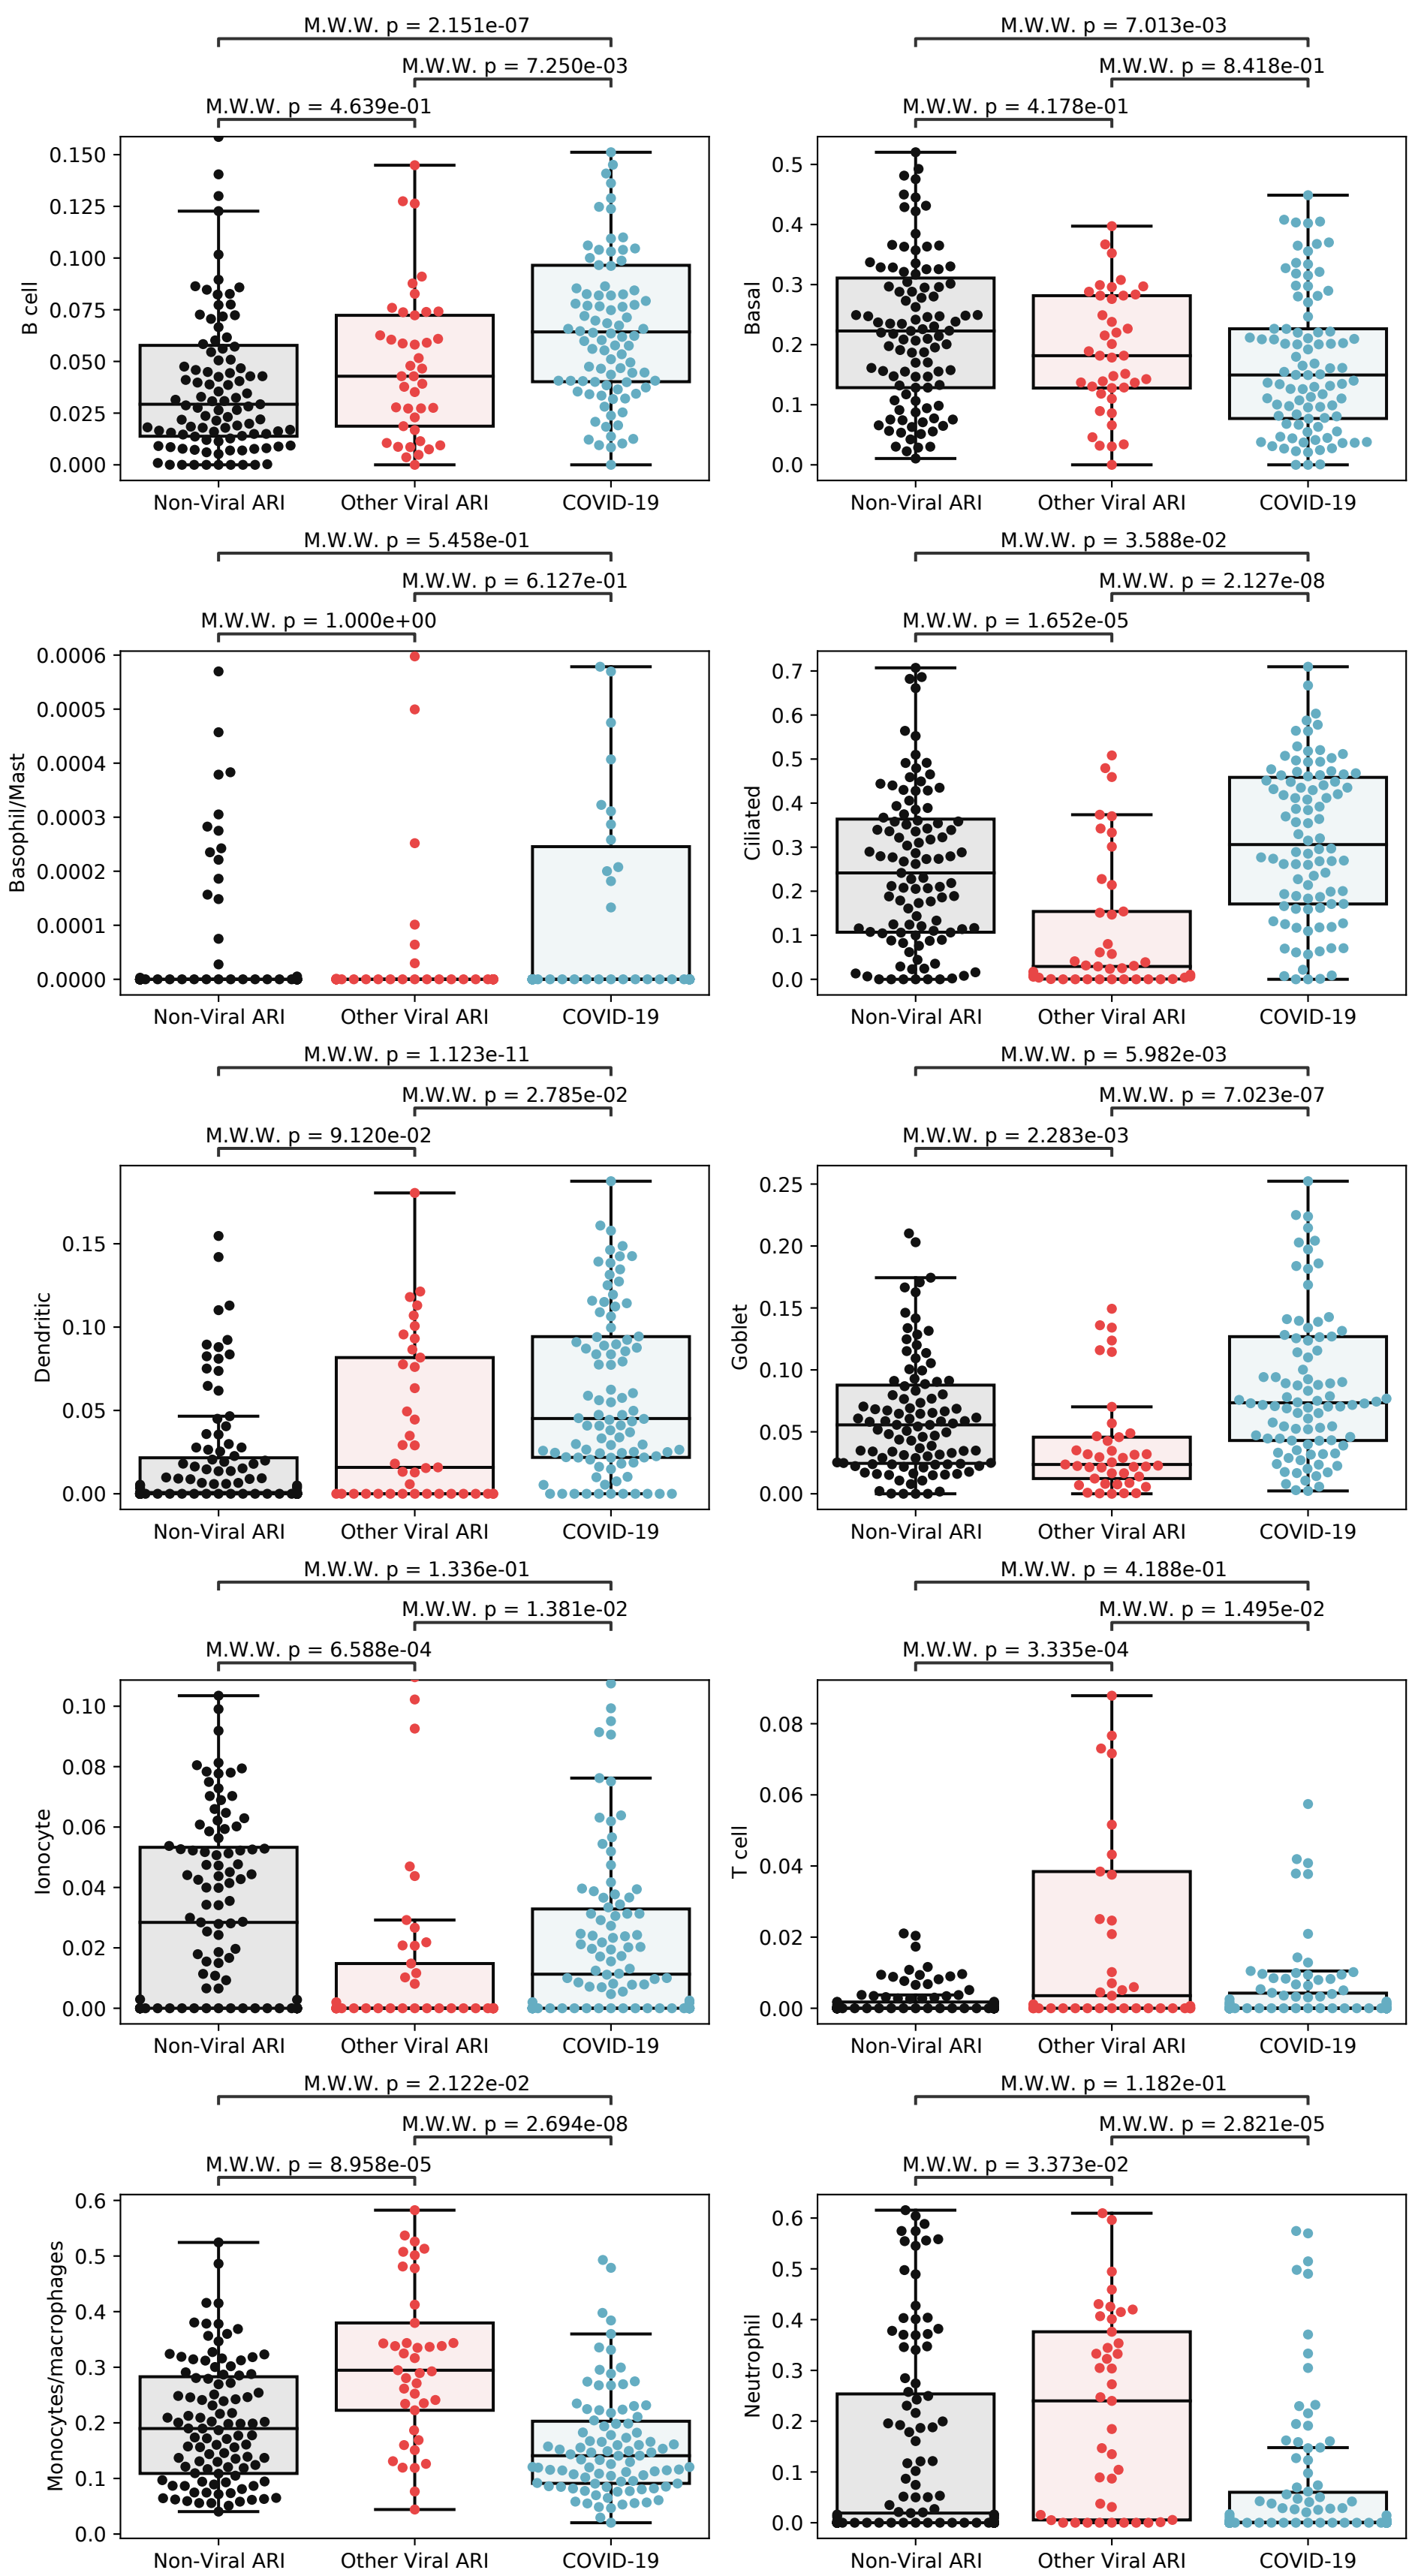 M.W.W. p = 2.151e-07
M.W.W. p = 7.250e-03
M.W.W. p = 4.639e-01
B cell
0.150
0.125
0.100
0.075
0.050
0.025
0.000
Non-Viral ARI Other Viral ARI COVID-19
M.W.W. p = 7.013e-03
M.W.W. p = 8.418e-01
M.W.W. p = 4.178e-01
Basal
0.5
0.4
0.3
0.2
0.1
0.0
Non-Viral ARI Other Viral ARI COVID-19
M.W.W. p = 5.458e-01
M.W.W. p = 6.127e-01
M.W.W. p = 1.000e+00
Basophil/Mast
0.0006
0.0005
0.0004
0.0003
0.0002
0.0001
0.0000
Non-Viral ARI Other Viral ARI COVID-19
M.W.W. p = 3.588e-02
M.W.W. p = 2.127e-08
M.W.W. p = 1.652e-05
Ciliated
0.7
0.6
0.5
0.4
0.3
0.2
0.1
0.0
Non-Viral ARI Other Viral ARI COVID-19
M.W.W. p = 1.123e-11
M.W.W. p = 2.785e-02
M.W.W. p = 9.120e-02
Dendritic
0.15
0.10
0.05
0.00
Non-Viral ARI Other Viral ARI COVID-19
M.W.W. p = 5.982e-03
M.W.W. p = 7.023e-07
M.W.W. p = 2.283e-03
Goblet
0.25
0.20
0.15
0.10
0.05
0.00
Non-Viral ARI Other Viral ARI COVID-19
M.W.W. p = 1.336e-01
M.W.W. p = 1.381e-02
M.W.W. p = 6.588e-04
Ionocyte
0.10
0.08
0.06
0.04
0.02
0.00
Non-Viral ARI Other Viral ARI COVID-19
M.W.W. p = 4.188e-01
M.W.W. p = 1.495e-02
M.W.W. p = 3.335e-04
T cell
0.08
0.06
0.04
0.02
0.00
Non-Viral ARI Other Viral ARI COVID-19
M.W.W. p = 2.122e-02
M.W.W. p = 2.694e-08
M.W.W. p = 8.958e-05
Monocytes/macrophages
0.6
0.5
0.4
0.3
0.2
0.1
0.0
Non-Viral ARI Other Viral ARI COVID-19
M.W.W. p = 1.182e-01
M.W.W. p = 2.821e-05
M.W.W. p = 3.373e-02
Neutrophil
0.6
0.5
0.4
0.3
0.2
0.1
0.0
Non-Viral ARI Other Viral ARI COVID-19